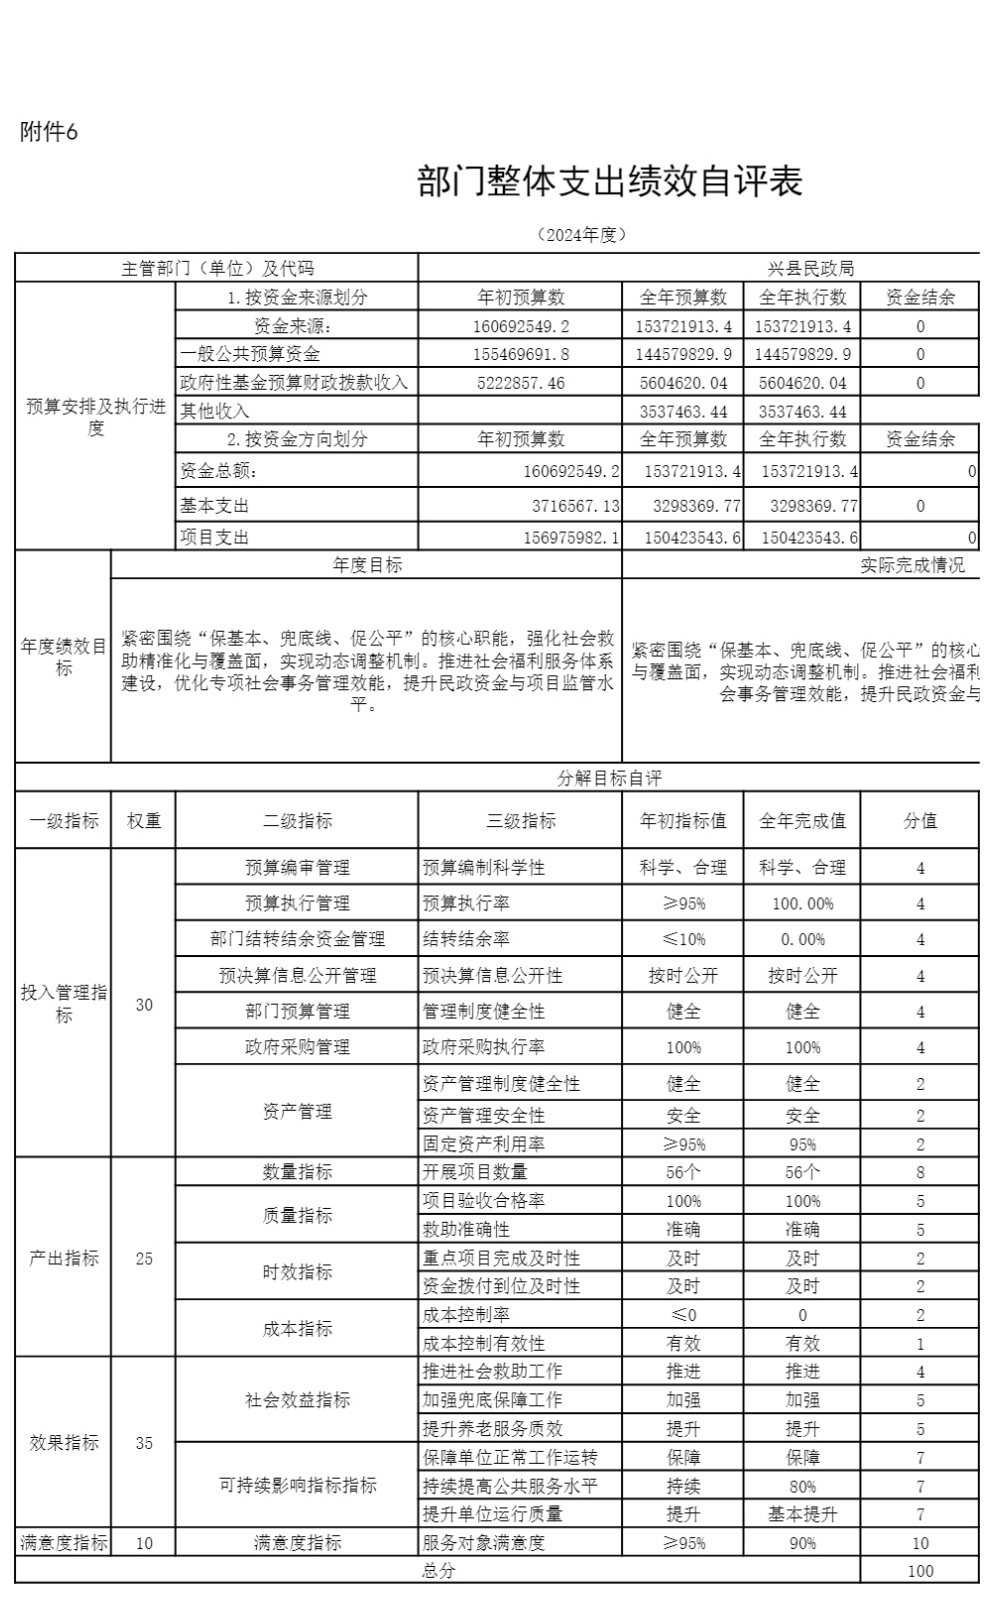 附件6
部门整体支出绩效自评表
（2024年度）
主管部门（单位）及代码 兴县民政局
预算安排及执行进度
1.按资金来源划分 年初预算数 全年预算数 全年执行数 资金结余
资金来源： 160692549.2 153721913.4 153721913.4 0
一般公共预算资金 155469691.8 144579829.9 144579829.9 0
政府性基金预算财政拨款收入 5222857.46 5604620.04 5604620.04 0
其他收入 3537463.44 3537463.44
2.按资金方向划分 年初预算数 全年预算数 全年执行数 资金结余
资金总额： 160692549.2 153721913.4 153721913.4 0
基本支出 3716567.13 3298369.77 3298369.77 0
项目支出 156975982.1 150423543.6 150423543.6 0
年度绩效目标
年度目标 实际完成情况
紧密围绕“保基本、兜底线、促公平”的核心职能，强化社会救
助精准化与覆盖面，实现动态调整机制。推进社会福利服务体系
建设，优化专项社会事务管理效能，提升民政资金与项目监管水
平。
紧密围绕“保基本、兜底线、促公平”的核心
与覆盖面，实现动态调整机制。推进社会福利
会事务管理效能，提升民政资金与
分解目标自评
一级指标 权重 二级指标 三级指标 年初指标值 全年完成值 分值
投入管理指标 30
预算编审管理 预算编制科学性 科学、合理 科学、合理 4
预算执行管理 预算执行率 ≥95% 100.00% 4
部门结转结余资金管理 结转结余率 ≤10% 0.00% 4
预决算信息公开管理 预决算信息公开性 按时公开 按时公开 4
部门预算管理 管理制度健全性 健全 健全 4
政府采购管理 政府采购执行率 100% 100% 4
资产管理 资产管理制度健全性 健全 健全 2
资产管理安全性 安全 安全 2
固定资产利用率 ≥95% 95% 2
产出指标 25
数量指标 开展项目数量 56个 56个 8
质量指标 项目验收合格率 100% 100% 5
救助准确性 准确 准确 5
时效指标 重点项目完成及时性 及时 及时 2
资金拨付到位及时性 及时 及时 2
成本指标 成本控制率 ≤0 0 2
成本控制有效性 有效 有效 1
效果指标 35
社会效益指标 推进社会救助工作 推进 推进 4
加强兜底保障工作 加强 加强 5
提升养老服务质效 提升 提升 5
可持续影响指标指标 保障单位正常工作运转 保障 保障 7
持续提高公共服务水平 持续 80% 7
提升单位运行质量 提升 基本提升 7
满意度指标 10 满意度指标 服务对象满意度 ≥95% 90% 10
总分 100